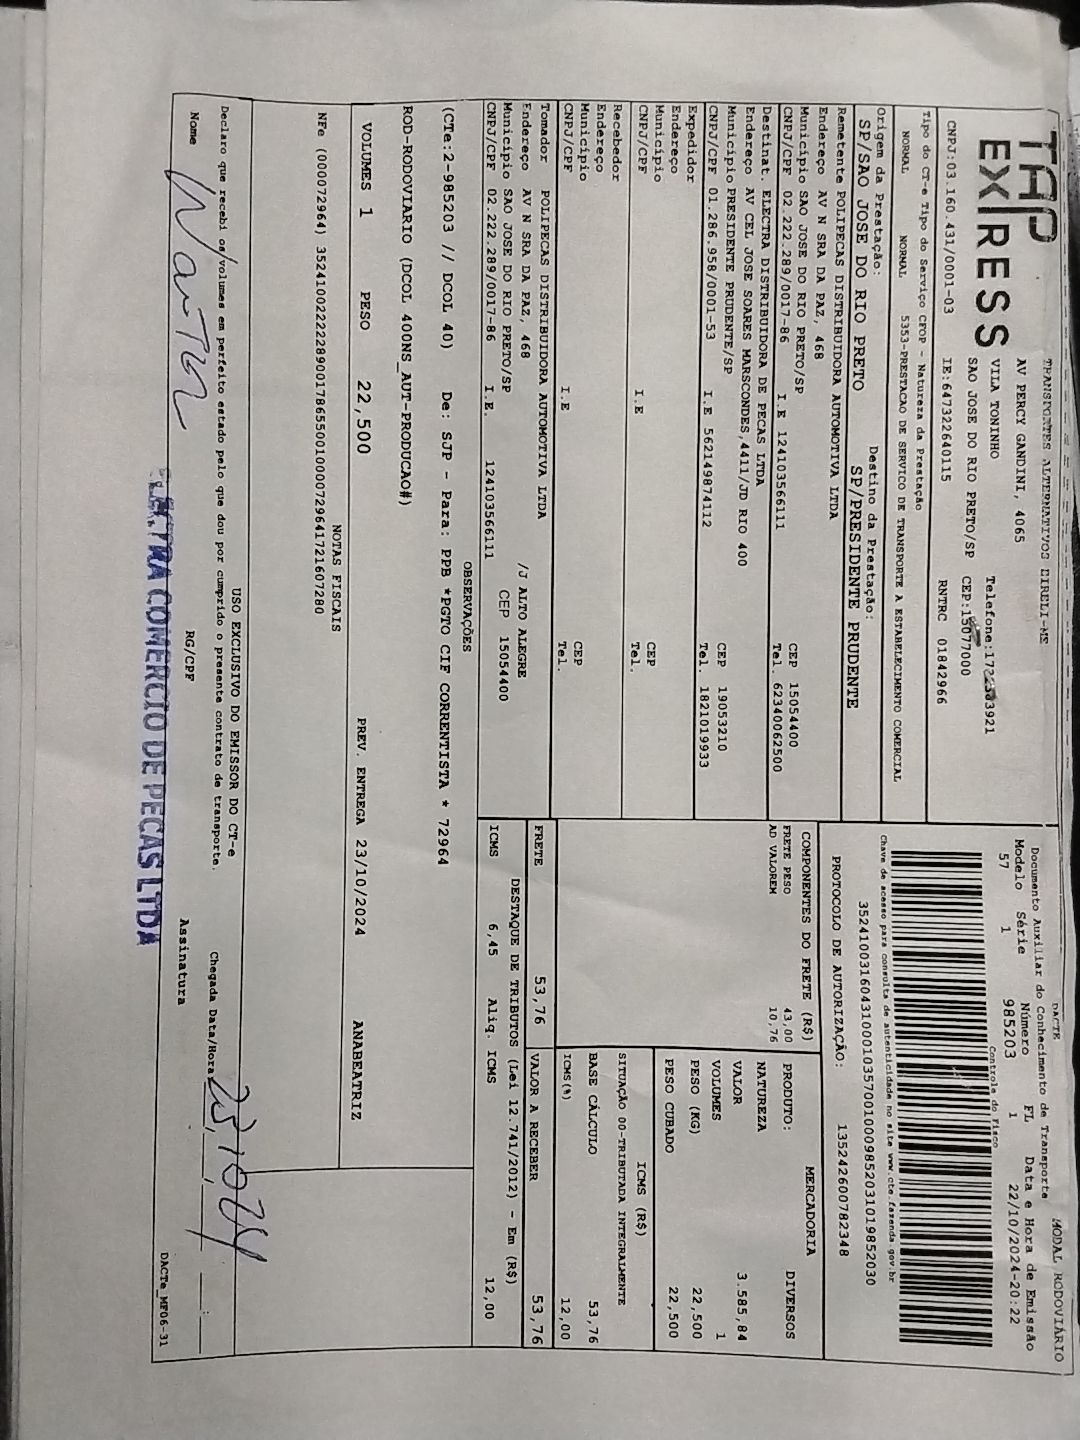 TRANSPORTES ALTERNATIVOS EIRELI-ME
TAP EXPRESS
AV PERCY GANDINI, 4065
VILA TONINHO
SAO JOSE DO RIO PRETO/SP
CEP:15077000
CNPJ:03.160.431/0001-03
IE:647322640115
RNTRC 01842966
DACTE
MODAL RODOVIÁRIO
Documento Auxiliar do Conhecimento de Transporte
Modelo Série Número FL Data e Hora de Emissão
57 1 985203 1 22/10/2024-20:22
Controle do Fisco
Chave de acesso para consulta de autenticidade no site www.cte.fazenda.gov.br
PROTOCOLO DE AUTORIZAÇÃO: 135242600782348
Tipo do CT-e Tipo do Serviço CFOP - Natureza da Prestação
NORMAL NORMAL 5353-PRESTACAO DE SERVICO DE TRANSPORTE A ESTABELECIMENTO COMERCIAL
Origem da Prestação: Destino da Prestação:
SP/SAO JOSE DO RIO PRETO SP/PRESIDENTE PRUDENTE
Remetente POLIPECAS DISTRIBUIDORA AUTOMOTIVA LTDA
Endereço AV N SRA DA PAZ, 468
Município SAO JOSE DO RIO PRETO/SP CEP 15054400
CNPJ/CPF 02.222.289/0017-86 I.E 124103566111 Tel. 62340062500
Destinat. ELECTRA DISTRIBUIDORA DE PECAS LTDA
Endereço AV CEL JOSE SOARES MARSCONDES,4411/JD RIO 400
Município PRESIDENTE PRUDENTE/SP CEP 19053210
CNPJ/CPF 01.286.958/0001-53 I.E 562149874112 Tel. 1821019933
Expedidor
Endereço
Município CEP
CNPJ/CPF I.E Tel.
Recebedor
Endereço
Município CEP
CNPJ/CPF I.E Tel.
Tomador POLIPECAS DISTRIBUIDORA AUTOMOTIVA LTDA
Endereço AV N SRA DA PAZ, 468 /J ALTO ALEGRE
Município SAO JOSE DO RIO PRETO/SP CEP 15054400
CNPJ/CPF 02.222.289/0017-86 I.E. 124103566111
COMPONENTES DO FRETE (R$)
FRETE PESO 43,00
AD VALOREM 10,76
MERCADORIA
PRODUTO: DIVERSOS
NATUREZA
VALOR 3.585,84
VOLUMES 1
PESO (KG) 22,500
PESO CUBADO 22,500
ICMS (R$)
SITUAÇÃO 00-TRIBUTADA INTEGRALMENTE
BASE CÁLCULO 53,76
ICMS(%) 12,00
FRETE 53,76 VALOR A RECEBER 53,76
DESTAQUE DE TRIBUTOS (Lei 12.741/2012) - Em (R$)
ICMS 6,45 Aliq. ICMS 12,00
OBSERVAÇÕES
(CTe:2-985203 // DCOL 40) De: SJP - Para: PPB *PGTO CIF CORRENTISTA * 72964
ROD-RODOVIARIO (DCOL 400NS_AUT-PRODUCAO#)
VOLUMES 1 PESO 22,500 PREV. ENTREGA 23/10/2024 ANABEATRIZ
NOTAS FISCAIS
USO EXCLUSIVO DO EMISSOR DO CT-e
Declaro que recebi os volumes em perfeito estado pelo que dou por cumprido o presente contrato de transporte.
Chegada Data/Hora
Nome RG/CPF Assinatura
DACTe_MF06-31
ELECTRA COMERCIO DE PECAS LTDA